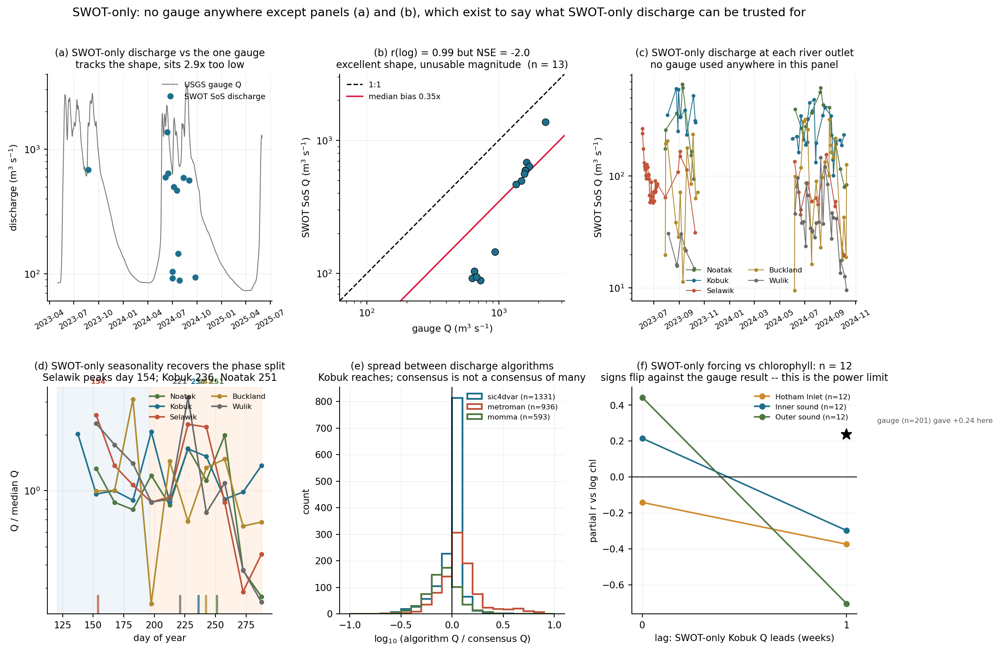 SWOT-only: no gauge anywhere except panels (a) and (b), which exist to say what SWOT-only discharge can be trusted for
(a) SWOT-only discharge vs the one gauge
tracks the shape, sits 2.9x too low
USGS gauge Q
SWOT SoS discharge
discharge (m³ s⁻¹)
10³
10²
2023-04
2023-07
2023-10
2024-01
2024-04
2024-07
2024-10
2025-01
2025-04
2025-07
(b) r(log) = 0.99 but NSE = -2.0
excellent shape, unusable magnitude (n = 13)
1:1
median bias 0.35x
SWOT SoS Q (m³ s⁻¹)
10³
10²
10²
10³
gauge Q (m³ s⁻¹)
(c) SWOT-only discharge at each river outlet
no gauge used anywhere in this panel
SWOT SoS Q (m³ s⁻¹)
10²
10¹
Noatak
Kobuk
Selawik
Buckland
Wulik
2023-07
2023-09
2023-11
2024-01
2024-03
2024-05
2024-07
2024-09
2024-11
(d) SWOT-only seasonality recovers the phase split
Selawik peaks day 154; Kobuk 236, Noatak 251
154
221
236
242
251
Noatak
Kobuk
Selawik
Buckland
Wulik
Q / median Q
10⁰
125
150
175
200
225
250
275
day of year
(e) spread between discharge algorithms
Kobuk reaches; consensus is not a consensus of many
sic4dvar (n=1331)
metroman (n=936)
momma (n=593)
count
800
700
600
500
400
300
200
100
0
−1.0
−0.5
0.0
0.5
1.0
log₁₀ (algorithm Q / consensus Q)
(f) SWOT-only forcing vs chlorophyll: n = 12
signs flip against the gauge result -- this is the power limit
Hotham Inlet (n=12)
Inner sound (n=12)
Outer sound (n=12)
gauge (n=201) gave +0.24 here
partial r vs log chl
0.4
0.2
0.0
−0.2
−0.4
−0.6
0
1
lag: SWOT-only Kobuk Q leads (weeks)